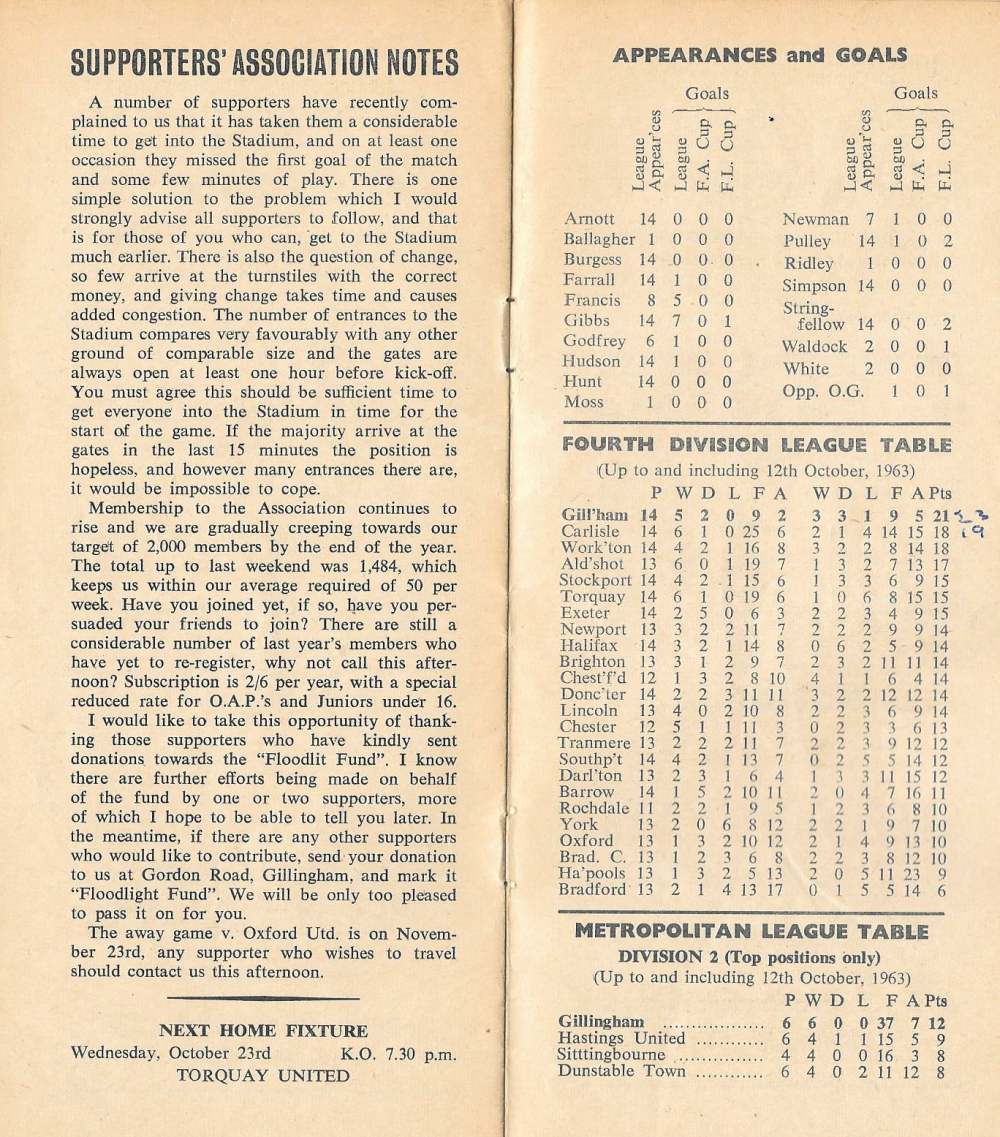 SUPPORTERS' ASSOCIATION NOTES
A number of supporters have recently com-
plained to us that it has taken them a considerable
time to get into the Stadium, and on at least one
occasion they missed the first goal of the match
and some few minutes of play. There is one
simple solution to the problem which I would
strongly advise all supporters to follow, and that
is for those of you who can, get to the Stadium
much earlier. There is also the question of change,
so few arrive at the turnstiles with the correct
money, and giving change takes time and causes
added congestion. The number of entrances to the
Stadium compares very favourably with any other
ground of comparable size and the gates are
always open at least one hour before kick-off.
You must agree this should be sufficient time to
get everyone into the Stadium in time for the
start of the game. If the majority arrive at the
gates in the last 15 minutes the position is
hopeless, and however many entrances there are,
it would be impossible to cope.
Membership to the Association continues to
rise and we are gradually creeping towards our
target of 2,000 members by the end of the year.
The total up to last weekend was 1,484, which
keeps us within our average required of 50 per
week. Have you joined yet, if so, have you per-
suaded your friends to join? There are still a
considerable number of last year's members who
have yet to re-register, why not call this after-
noon? Subscription is 2/6 per year, with a special
reduced rate for O.A.P.'s and Juniors under 16.
I would like to take this opportunity of thank-
ing those supporters who have kindly sent
donations towards the "Floodlit Fund". I know
there are further efforts being made on behalf
of the fund by one or two supporters, more
of which I hope to be able to tell you later. In
the meantime, if there are any other supporters
who would like to contribute, send your donation
to us at Gordon Road, Gillingham, and mark it
"Floodlight Fund". We will be only too pleased
to pass it on for you.
The away game v. Oxford Utd. is on Novem-
ber 23rd, any supporter who wishes to travel
should contact us this afternoon.
NEXT HOME FIXTURE
Wednesday, October 23rd K.O. 7.30 p.m.
TORQUAY UNITED
APPEARANCES and GOALS
Goals
League Appear'ces League F.A. Cup F.L. Cup
Arnott 14 0 0 0
Ballagher 1 0 0 0
Burgess 14 0 0 0
Farrall 14 1 0 0
Francis 8 5 0 0
Gibbs 14 7 0 1
Godfrey 6 1 0 0
Hudson 14 1 0 0
Hunt 14 0 0 0
Moss 1 0 0 0
Goals
League Appear'ces League F.A. Cup F.L. Cup
Newman 7 1 0 0
Pulley 14 1 0 2
Ridley 1 0 0 0
Simpson 14 0 0 0
String-
fellow 14 0 0 2
Waldock 2 0 0 1
White 2 0 0 0
Opp. O.G. 1 0 1
FOURTH DIVISION LEAGUE TABLE
(Up to and including 12th October, 1963)
P W D L F A W D L F A Pts
Gill'ham 14 5 2 0 9 2 3 3 1 9 5 21
Carlisle 14 6 1 0 25 6 2 1 4 14 15 18 19
Work'ton 14 4 2 1 16 8 3 2 2 8 14 18
Ald'shot 13 6 0 1 19 7 1 3 2 7 13 17
Stockport 14 4 2 1 15 6 1 3 3 6 9 15
Torquay 14 6 1 0 19 6 1 0 6 8 15 15
Exeter 14 2 5 0 6 3 2 2 3 4 9 15
Newport 13 3 2 2 11 7 2 2 2 9 9 14
Halifax 14 3 2 1 14 8 0 6 2 5 9 14
Brighton 13 3 1 2 9 7 2 3 2 11 11 14
Chest'f'd 12 1 3 2 8 10 4 1 1 6 4 14
Donc'ter 14 2 2 3 11 11 3 2 2 12 12 14
Lincoln 13 4 0 2 10 8 2 2 3 6 9 14
Chester 12 5 1 1 11 3 0 2 3 3 6 13
Tranmere 13 2 2 2 11 7 2 2 3 9 12 12
Southp't 14 4 2 1 13 7 0 2 5 5 14 12
Darl'ton 13 2 3 1 6 4 1 3 3 11 15 12
Barrow 14 1 5 2 10 11 2 0 4 7 16 11
Rochdale 11 2 2 1 9 5 1 2 3 6 8 10
York 13 2 0 6 8 12 2 2 1 9 7 10
Oxford 13 1 3 2 10 12 2 1 4 9 13 10
Brad. C. 13 1 2 3 6 8 2 2 3 8 12 10
Ha'pools 13 1 3 2 5 13 2 0 5 11 23 9
Bradford 13 2 1 4 13 17 0 1 5 5 14 6
METROPOLITAN LEAGUE TABLE
DIVISION 2 (Top positions only)
(Up to and including 12th October, 1963)
P W D L F A Pts
Gillingham .................. 6 6 0 0 37 7 12
Hastings United ............ 6 4 1 1 15 5 9
Sitttingbourne ............... 4 4 0 0 16 3 8
Dunstable Town ............ 6 4 0 2 11 12 8